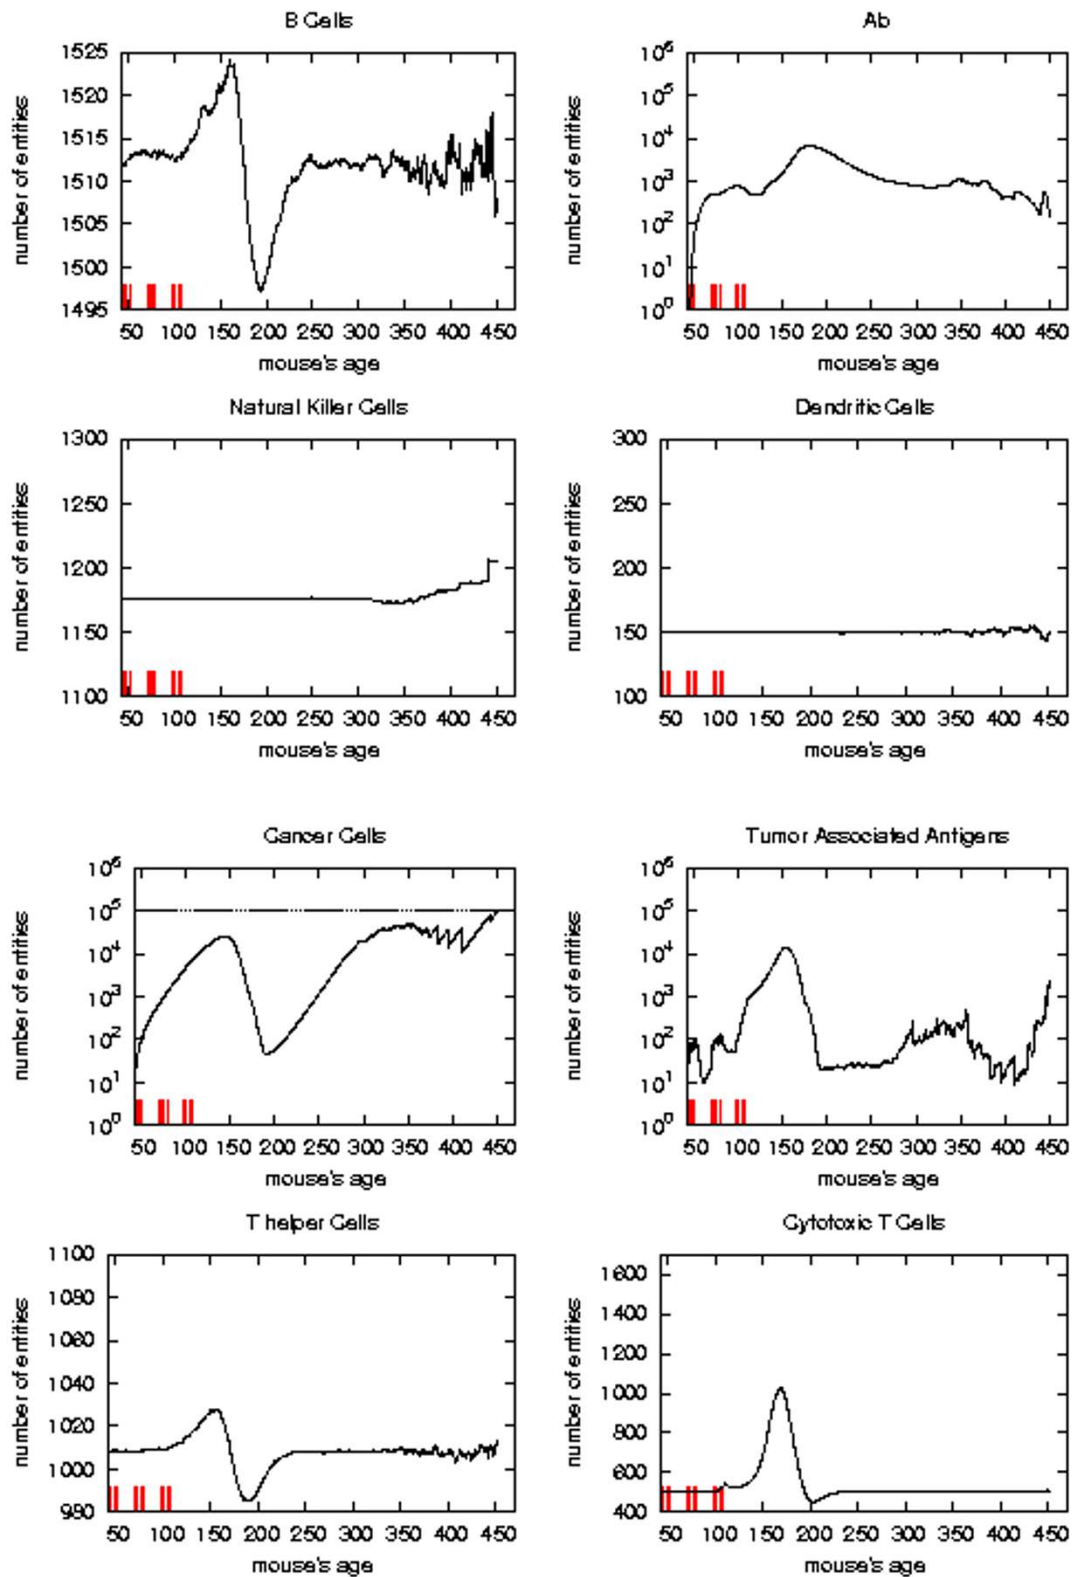 B Cells
Ab
number of entities
1525
1520
1515
1510
1505
1500
1495
50 100 150 200 250 300 350 400 450
mouse's age
number of entities
10^6
10^5
10^4
10^3
10^2
10^1
10^0
50 100 150 200 250 300 350 400 450
mouse's age
Natural Killer Cells
Dendritic Cells
number of entities
1300
1250
1200
1150
1100
50 100 150 200 250 300 350 400 450
mouse's age
number of entities
300
250
200
150
100
50 100 150 200 250 300 350 400 450
mouse's age
Cancer Cells
Tumor Associated Antigens
number of entities
10^6
10^5
10^4
10^3
10^2
10^1
10^0
50 100 150 200 250 300 350 400 450
mouse's age
number of entities
10^6
10^5
10^4
10^3
10^2
10^1
10^0
50 100 150 200 250 300 350 400 450
mouse's age
T helper Cells
Cytotoxic T Cells
number of entities
1100
1080
1060
1040
1020
1000
980
50 100 150 200 250 300 350 400 450
mouse's age
number of entities
1600
1400
1200
1000
800
600
400
50 100 150 200 250 300 350 400 450
mouse's age